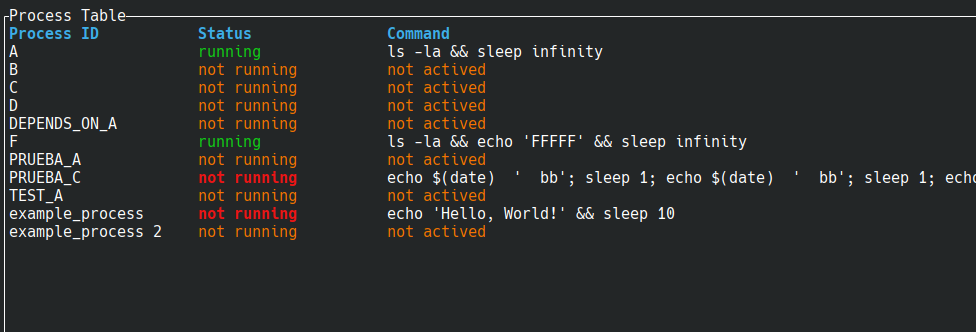 Process Table
Process ID Status Command
A running ls -la && sleep infinity
B not running not actived
C not running not actived
D not running not actived
DEPENDS_ON_A not running not actived
F running ls -la && echo 'FFFFF' && sleep infinity
PRUEBA_A not running not actived
PRUEBA_C not running echo $(date)  '  bb'; sleep 1; echo $(date)  '  bb'; sleep 1; echo
TEST_A not running not actived
example_process not running echo 'Hello, World!' && sleep 10
example_process 2 not running not actived